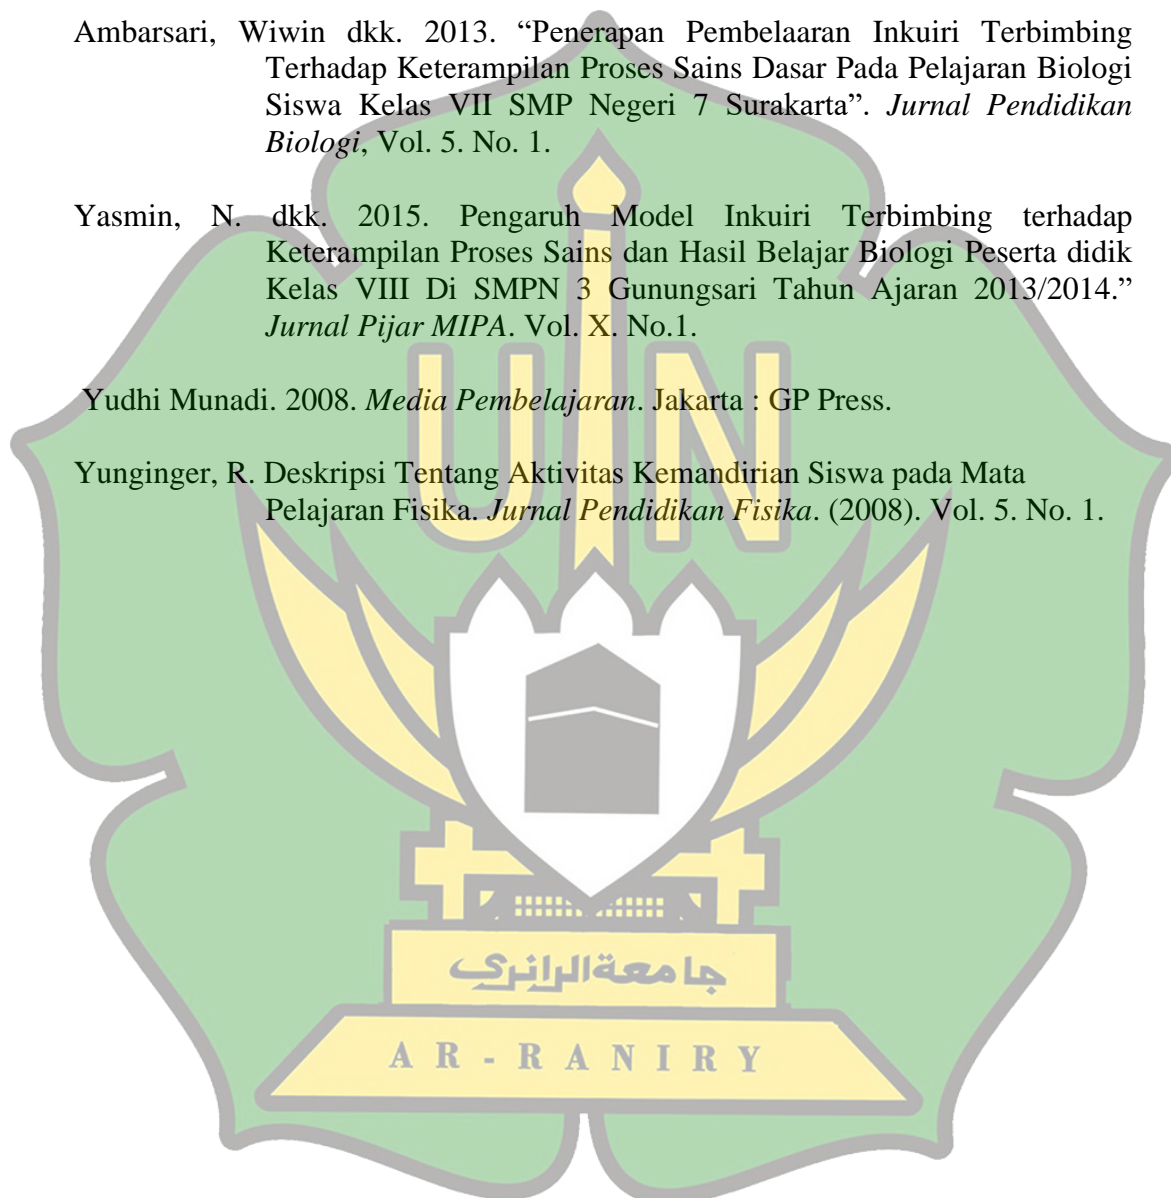 Ambarsari, Wiwin dkk. 2013. “Penerapan Pembelaaran Inkuiri Terbimbing
Terhadap Keterampilan Proses Sains Dasar Pada Pelajaran Biologi
Siswa Kelas VII SMP Negeri 7 Surakarta”. Jurnal Pendidikan
Biologi, Vol. 5. No. 1.
Yasmin, N. dkk. 2015. Pengaruh Model Inkuiri Terbimbing terhadap
Keterampilan Proses Sains dan Hasil Belajar Biologi Peserta didik
Kelas VIII Di SMPN 3 Gunungsari Tahun Ajaran 2013/2014.”
Jurnal Pijar MIPA. Vol. X. No.1.
Yudhi Munadi. 2008. Media Pembelajaran. Jakarta : GP Press.
Yunginger, R. Deskripsi Tentang Aktivitas Kemandirian Siswa pada Mata
Pelajaran Fisika. Jurnal Pendidikan Fisika. (2008). Vol. 5. No. 1.
UIN
جامعة الرانري
AR-RANIRY